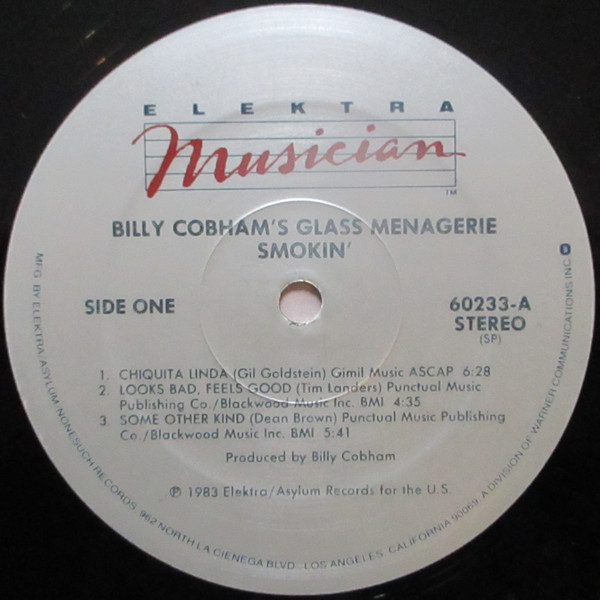 ELEKTRA
Musician
TM
BILLY COBHAM'S GLASS MENAGERIE
SMOKIN'
SIDE ONE
60233-A
STEREO
(SP)
1. CHIQUITA LINDA (Gil Goldstein) Gimil Music ASCAP 6:28
2. LOOKS BAD, FEELS GOOD (Tim Landers) Punctual Music
Publishing Co./Blackwood Music Inc. BMI 4:35
3. SOME OTHER KIND (Dean Brown) Punctual Music Publishing
Co./Blackwood Music Inc. BMI 5:41
Produced by Billy Cobham
℗ 1983 Elektra/Asylum Records for the U.S.
MFG. BY ELEKTRA/ASYLUM/NONESUCH RECORDS, 962 NORTH LA CIENEGA BLVD., LOS ANGELES, CALIFORNIA 90069, A DIVISION OF WARNER COMMUNICATIONS INC.